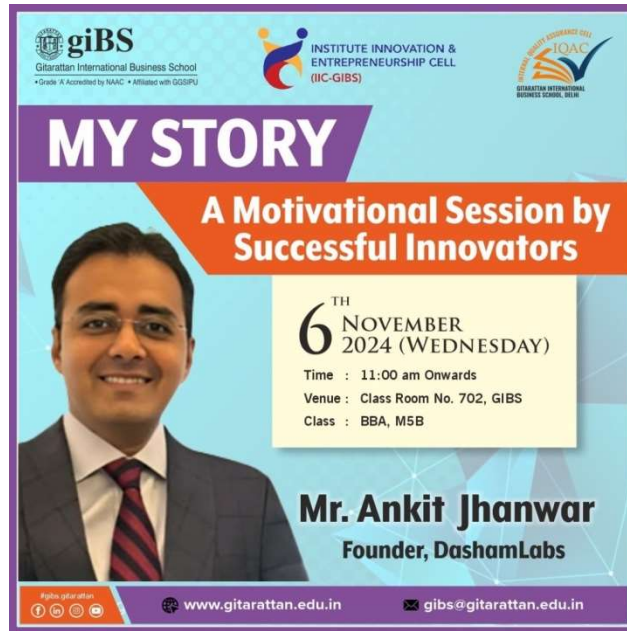 giBS
Gitarattan International Business School
• Grade 'A' Accredited by NAAC • Affiliated with GGSIPU
INSTITUTE INNOVATION &
ENTREPRENEURSHIP CELL
(IIC-GIBS)
INTERNAL QUALITY ASSURANCE CELL
IQAC
GITARATTAN INTERNATIONAL
BUSINESS SCHOOL, DELHI
MY STORY
A Motivational Session by
Successful Innovators
6TH NOVEMBER
2024 (WEDNESDAY)
Time : 11:00 am Onwards
Venue : Class Room No. 702, GIBS
Class : BBA, M5B
Mr. Ankit Jhanwar
Founder, DashamLabs
#gibs.gitarattan
www.gitarattan.edu.in
gibs@gitarattan.edu.in